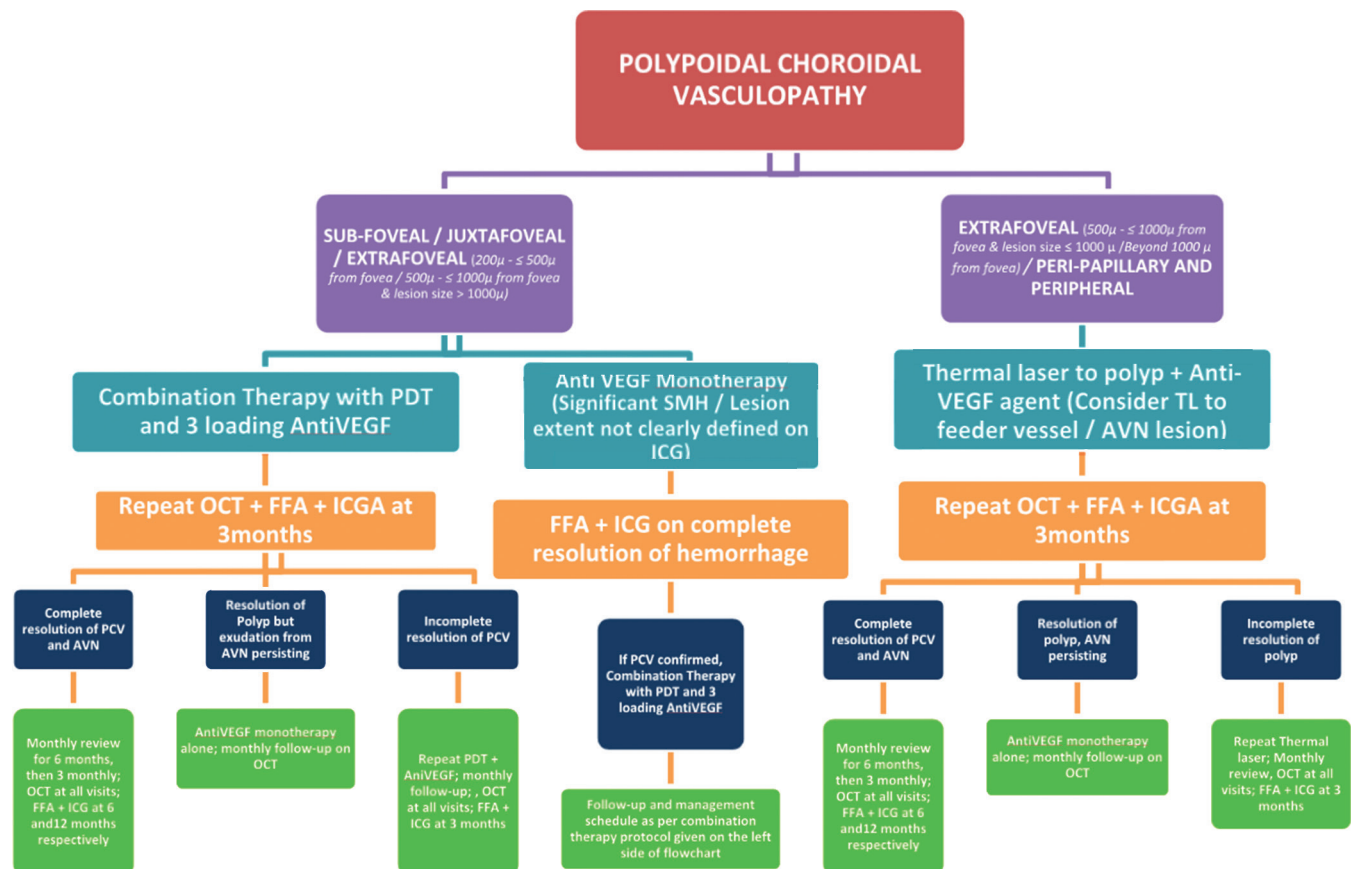 POLYPOIDAL CHOROIDAL
VASCULOPATHY
SUB-FOVEAL / JUXTAFOVEAL
/ EXTRAFOVEAL (200µ - ≤ 500µ
from fovea / 500µ - ≤ 1000µ from fovea
& lesion size > 1000µ)
EXTRAFOVEAL (500µ - ≤ 1000µ from
fovea & lesion size ≤ 1000 µ /Beyond 1000 µ
from fovea) / PERI-PAPILLARY AND
PERIPHERAL
Combination Therapy with PDT
and 3 loading AntiVEGF
Anti VEGF Monotherapy
(Significant SMH / Lesion
extent not clearly defined on
ICG)
Thermal laser to polyp + Anti-
VEGF agent (Consider TL to
feeder vessel / AVN lesion)
Repeat OCT + FFA + ICGA at
3months
FFA + ICG on complete
resolution of hemorrhage
Repeat OCT + FFA + ICGA at
3months
Complete
resolution of PCV
and AVN
Resolution of
Polyp but
exudation from
AVN persisting
Incomplete
resolution of PCV
If PCV confirmed,
Combination Therapy
with PDT and 3
loading AntiVEGF
Complete
resolution of PCV
and AVN
Resolution of
polyp, AVN
persisting
Incomplete
resolution of
polyp
Monthly review
for 6 months,
then 3 monthly;
OCT at all visits;
FFA + ICG at 6
and12 months
respectively
AntiVEGF monotherapy
alone; monthly follow-up on
OCT
Repeat PDT +
AniVEGF; monthly
follow-up; , OCT
at all visits; FFA +
ICG at 3 months
Follow-up and management
schedule as per combination
therapy protocol given on the left
side of flowchart
Monthly review
for 6 months,
then 3 monthly;
OCT at all visits;
FFA + ICG at 6
and12 months
respectively
AntiVEGF monotherapy
alone; monthly follow-up on
OCT
Repeat Thermal
laser; Monthly
review, OCT at all
visits; FFA + ICG at 3
months